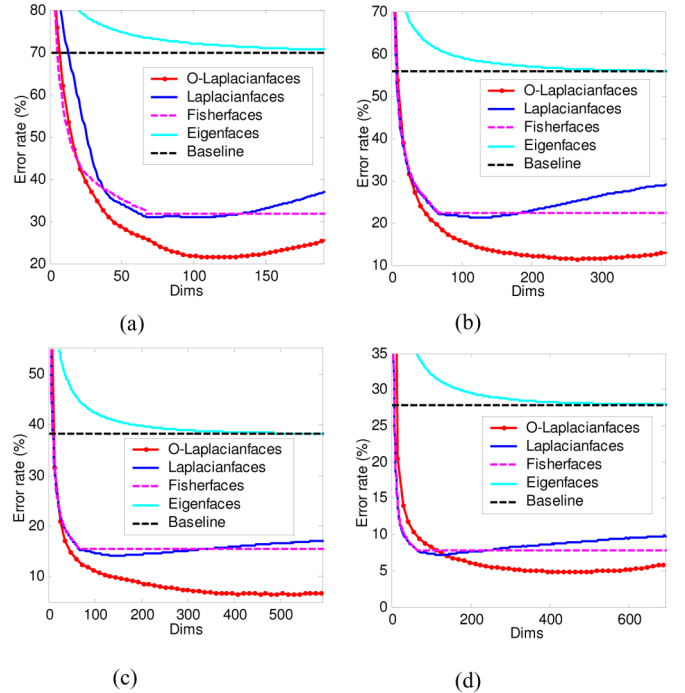 80
70
60
50
40
30
20
0
50
100
150
Error rate (%)
Dims
O-Laplacianfaces
Laplacianfaces
Fisherfaces
Eigenfaces
Baseline
(a)
70
60
50
40
30
20
10
0
100
200
300
Error rate (%)
Dims
O-Laplacianfaces
Laplacianfaces
Fisherfaces
Eigenfaces
Baseline
(b)
50
40
30
20
10
0
100
200
300
400
500
Error rate (%)
Dims
O-Laplacianfaces
Laplacianfaces
Fisherfaces
Eigenfaces
Baseline
(c)
35
30
25
20
15
10
5
0
0
200
400
600
Error rate (%)
Dims
O-Laplacianfaces
Laplacianfaces
Fisherfaces
Eigenfaces
Baseline
(d)